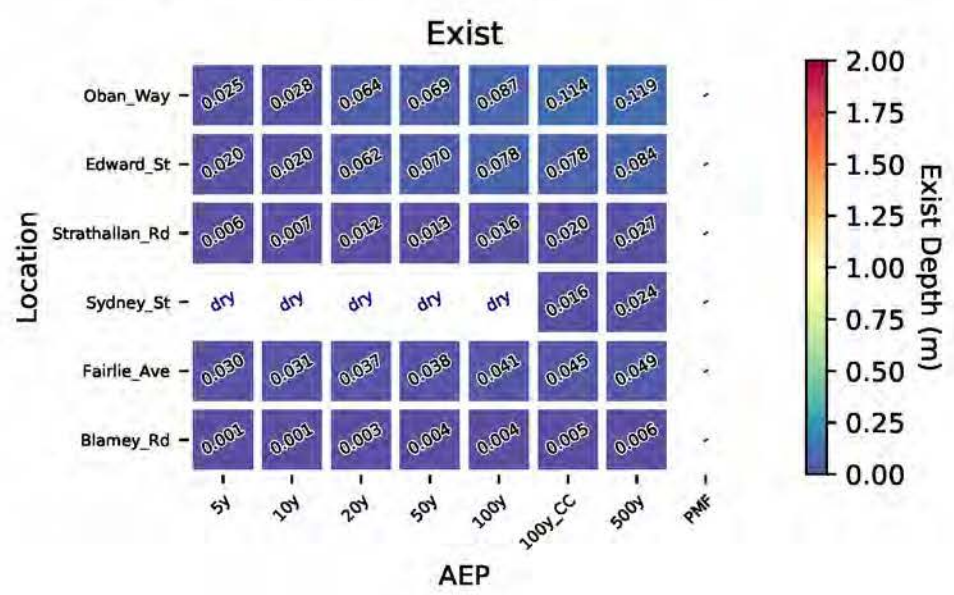 Exist
Oban_Way 0.025 0.028 0.064 0.069 0.087 0.114 0.119 -
Edward_St 0.020 0.020 0.062 0.070 0.078 0.078 0.084 -
Strathallan_Rd 0.006 0.007 0.012 0.013 0.016 0.020 0.027 -
Sydney_St dry dry dry dry dry 0.016 0.024 -
Fairlie_Ave 0.030 0.031 0.037 0.038 0.041 0.045 0.049 -
Blamey_Rd 0.001 0.001 0.003 0.004 0.004 0.005 0.006 -
5y 10y 20y 50y 100y 100y_CC 500y PMF
AEP
Location
2.00
1.75
1.50
1.25
1.00
0.75
0.50
0.25
0.00
Exist Depth (m)